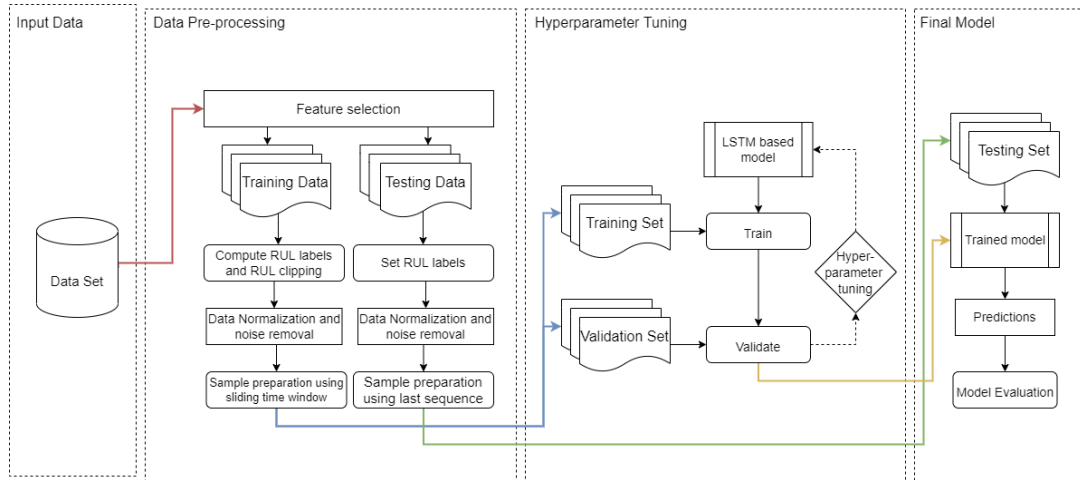 Input Data
Data Set
Data Pre-processing
Feature selection
Training Data
Testing Data
Compute RUL labels
and RUL clipping
Set RUL labels
Data Normalization and
noise removal
Data Normalization and
noise removal
Sample preparation using
sliding time window
Sample preparation
using last sequence
Hyperparameter Tuning
LSTM based
model
Training Set
Train
Hyper-
parameter
tuning
Validation Set
Validate
Final Model
Testing Set
Trained model
Predictions
Model Evaluation